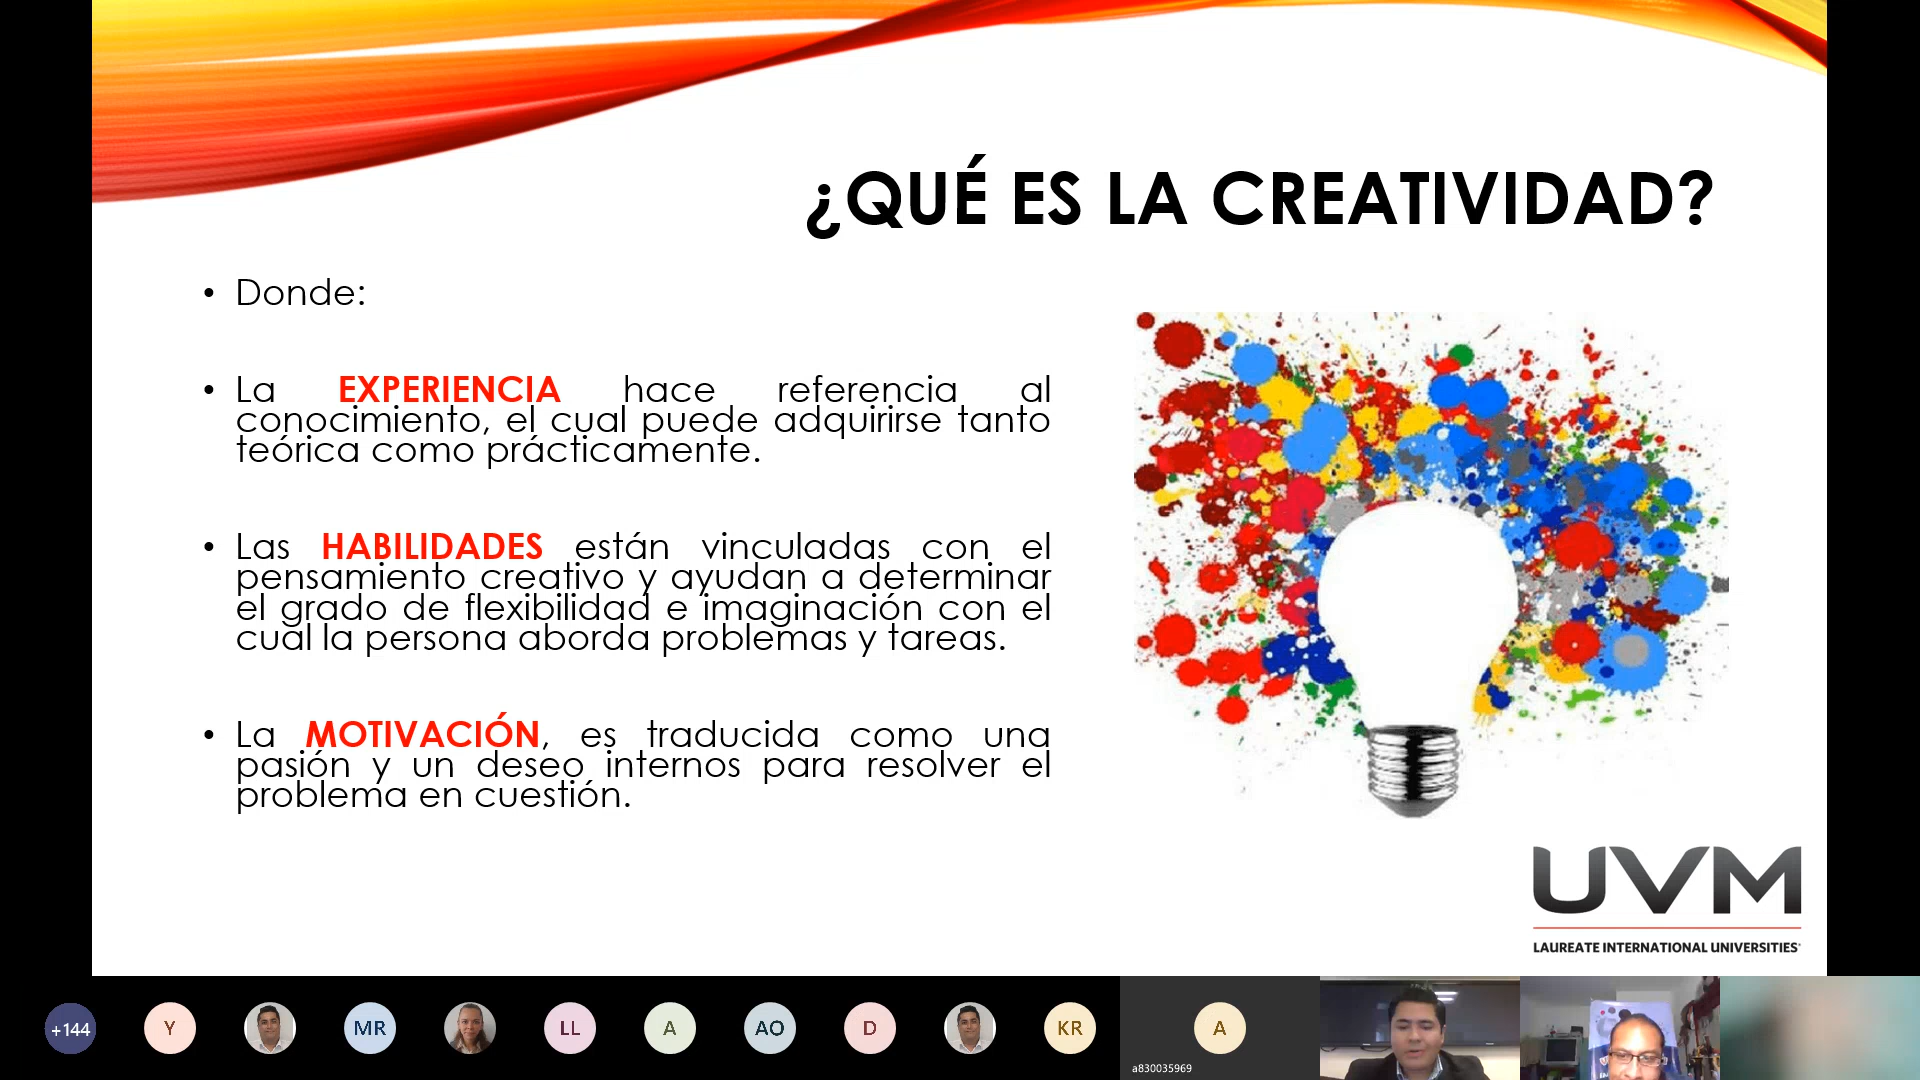 ¿QUÉ ES LA CREATIVIDAD?
• Donde:
• La EXPERIENCIA hace referencia al
conocimiento, el cual puede adquirirse tanto
teórica como prácticamente.
• Las HABILIDADES están vinculadas con el
pensamiento creativo y ayudan a determinar
el grado de flexibilidad e imaginación con el
cual la persona aborda problemas y tareas.
• La MOTIVACIÓN, es traducida como una
pasión y un deseo internos para resolver el
problema en cuestión.
UVM
LAUREATE INTERNATIONAL UNIVERSITIES
+144 Y MR LL A AO D KR A
a830035969